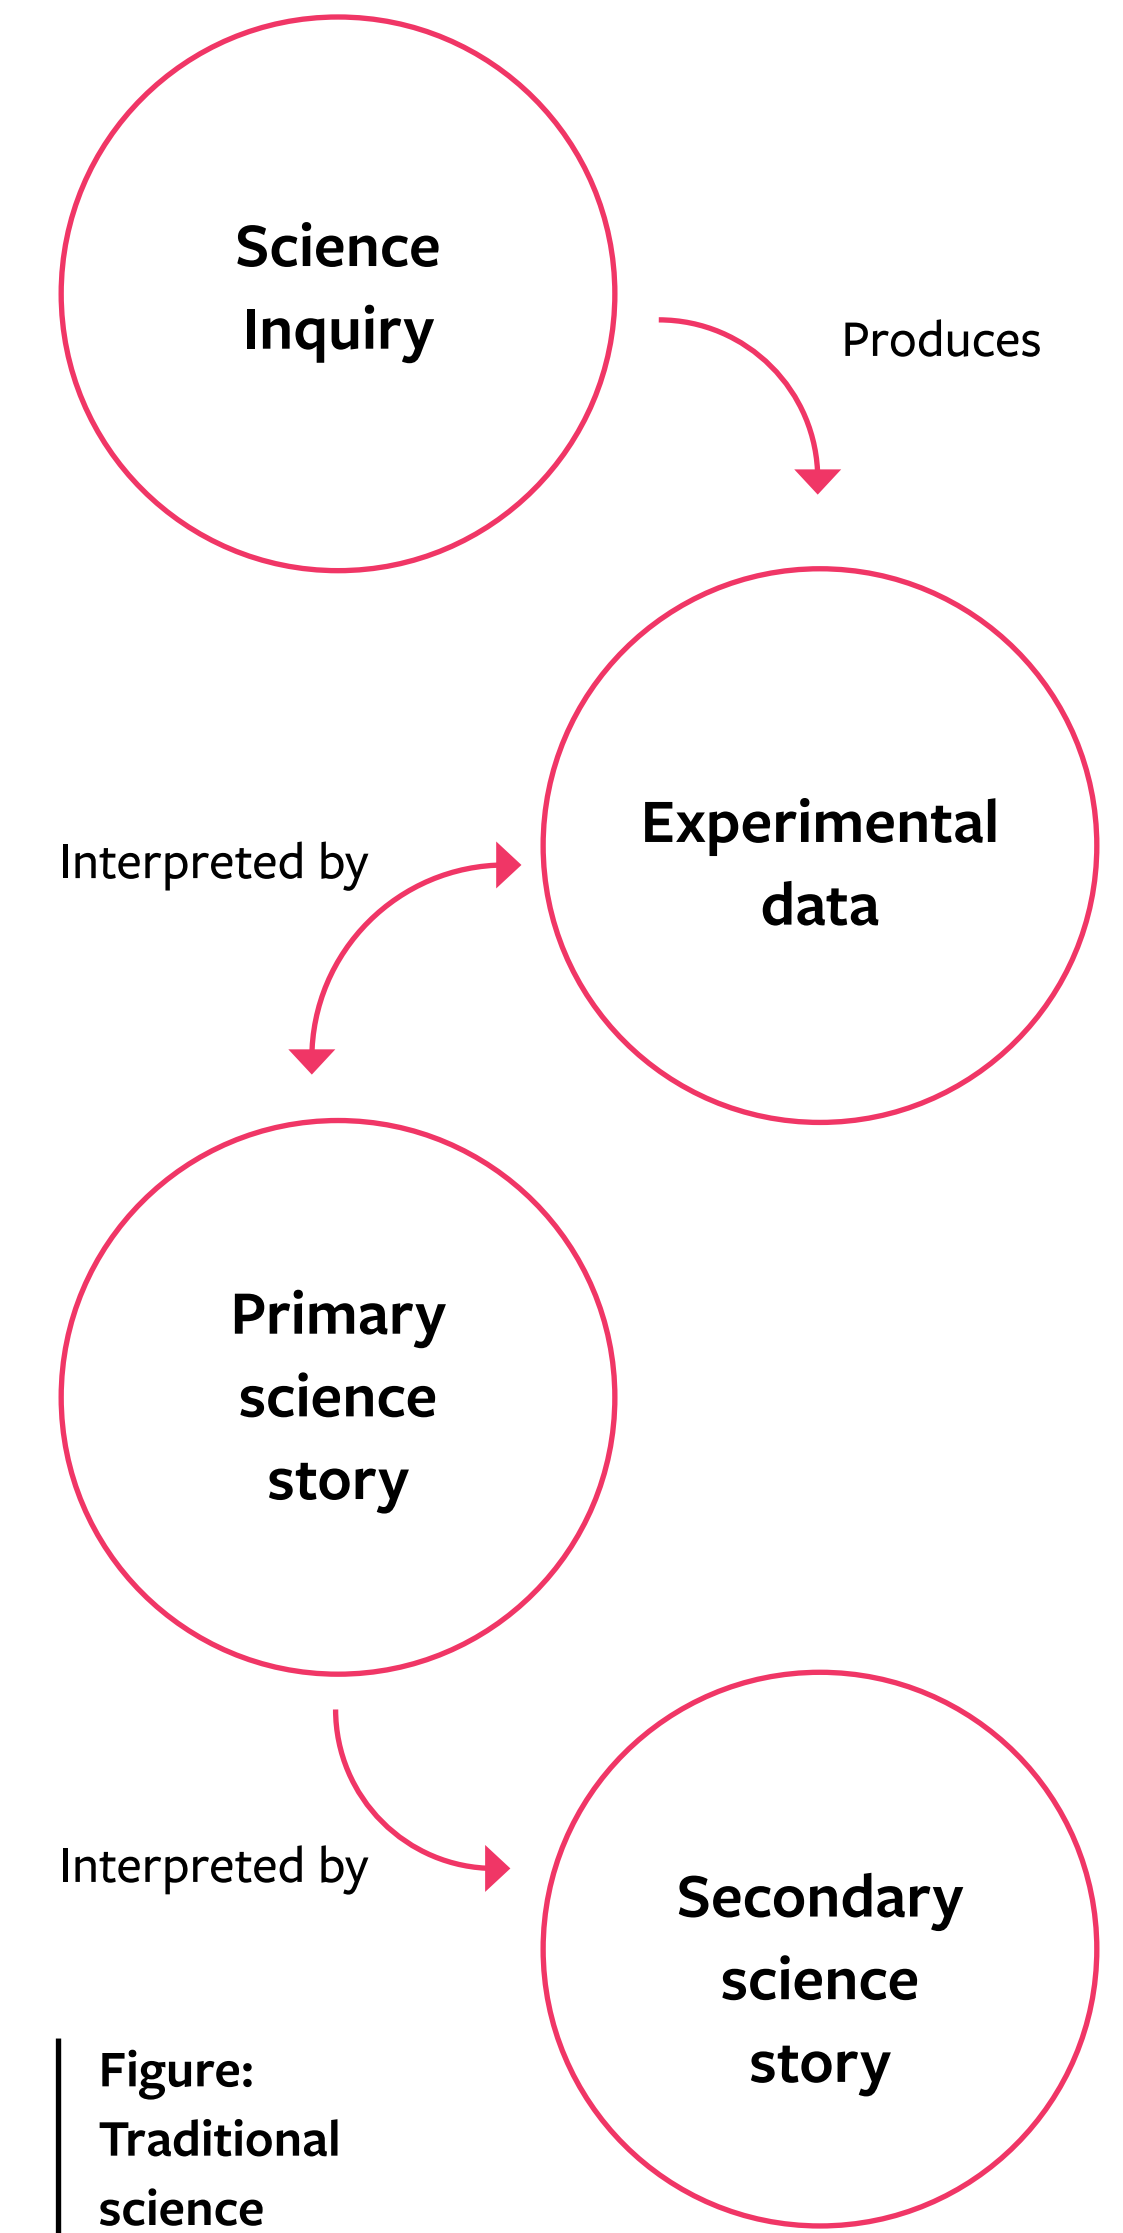 Science
Inquiry
Produces
Experimental
data
Interpreted by
Primary
science
story
Interpreted by
Secondary
science
story
Figure:
Traditional
science